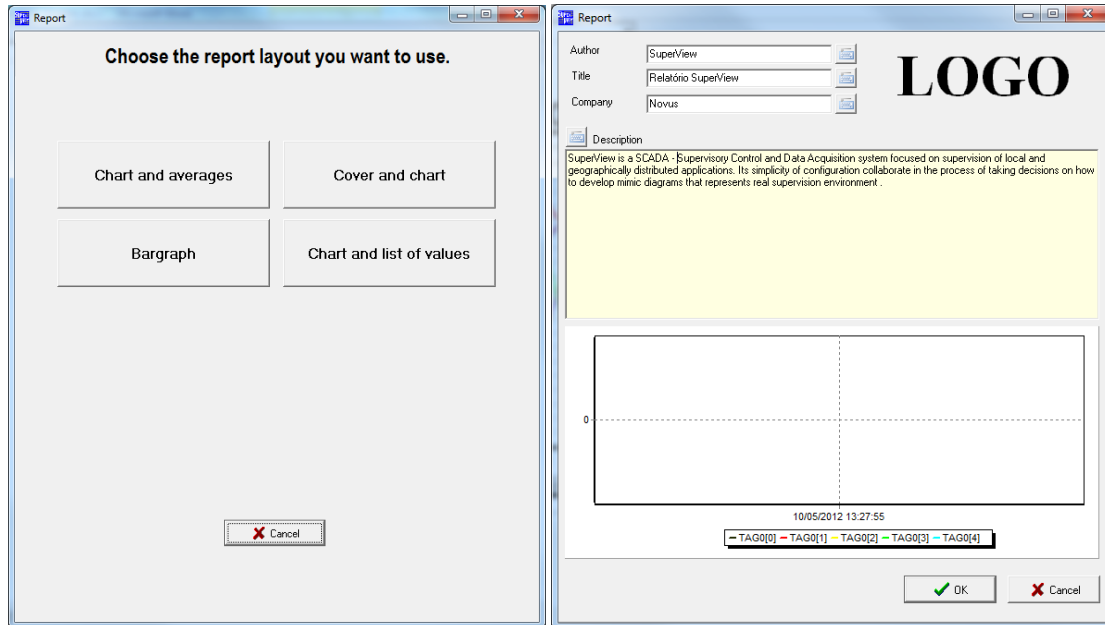 Report
Choose the report layout you want to use.
Chart and averages
Cover and chart
Bargraph
Chart and list of values
Cancel
Report
Author
SuperView
Title
Relatório SuperView
Company
Novus
LOGO
Description
SuperView is a SCADA - Supervisory Control and Data Acquisition system focused on supervision of local and
geographically distributed applications. Its simplicity of configuration collaborate in the process of taking decisions on how
to develop mimic diagrams that represents real supervision environment .
0
10/05/2012 13:27:55
TAG0[0] TAG0[1] TAG0[2] TAG0[3] TAG0[4]
OK
Cancel